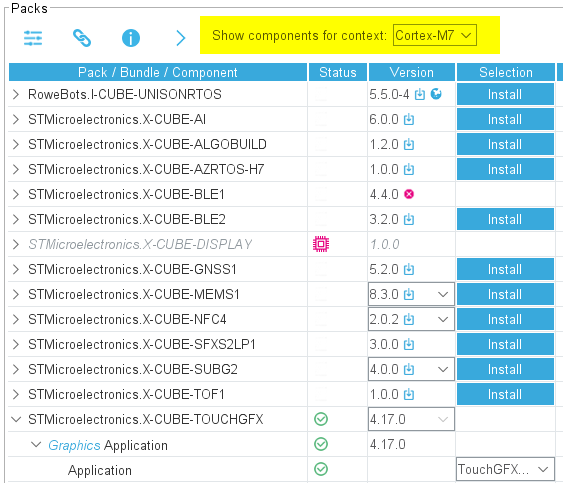 Packs
Show components for context: Cortex-M7
Pack / Bundle / Component Status Version Selection
RoweBots.I-CUBE-UNISONRTOS 5.5.0-4 Install
STMicroelectronics.X-CUBE-AI 6.0.0 Install
STMicroelectronics.X-CUBE-ALGOBUILD 1.2.0 Install
STMicroelectronics.X-CUBE-AZRTOS-H7 1.0.0 Install
STMicroelectronics.X-CUBE-BLE1 4.4.0
STMicroelectronics.X-CUBE-BLE2 3.2.0 Install
STMicroelectronics.X-CUBE-DISPLAY 1.0.0
STMicroelectronics.X-CUBE-GNSS1 5.2.0 Install
STMicroelectronics.X-CUBE-MEMS1 8.3.0 Install
STMicroelectronics.X-CUBE-NFC4 2.0.2 Install
STMicroelectronics.X-CUBE-SFXS2LP1 3.0.0 Install
STMicroelectronics.X-CUBE-SUBG2 4.0.0 Install
STMicroelectronics.X-CUBE-TOF1 1.0.0 Install
STMicroelectronics.X-CUBE-TOUCHGFX 4.17.0
Graphics Application 4.17.0
Application TouchGFX...